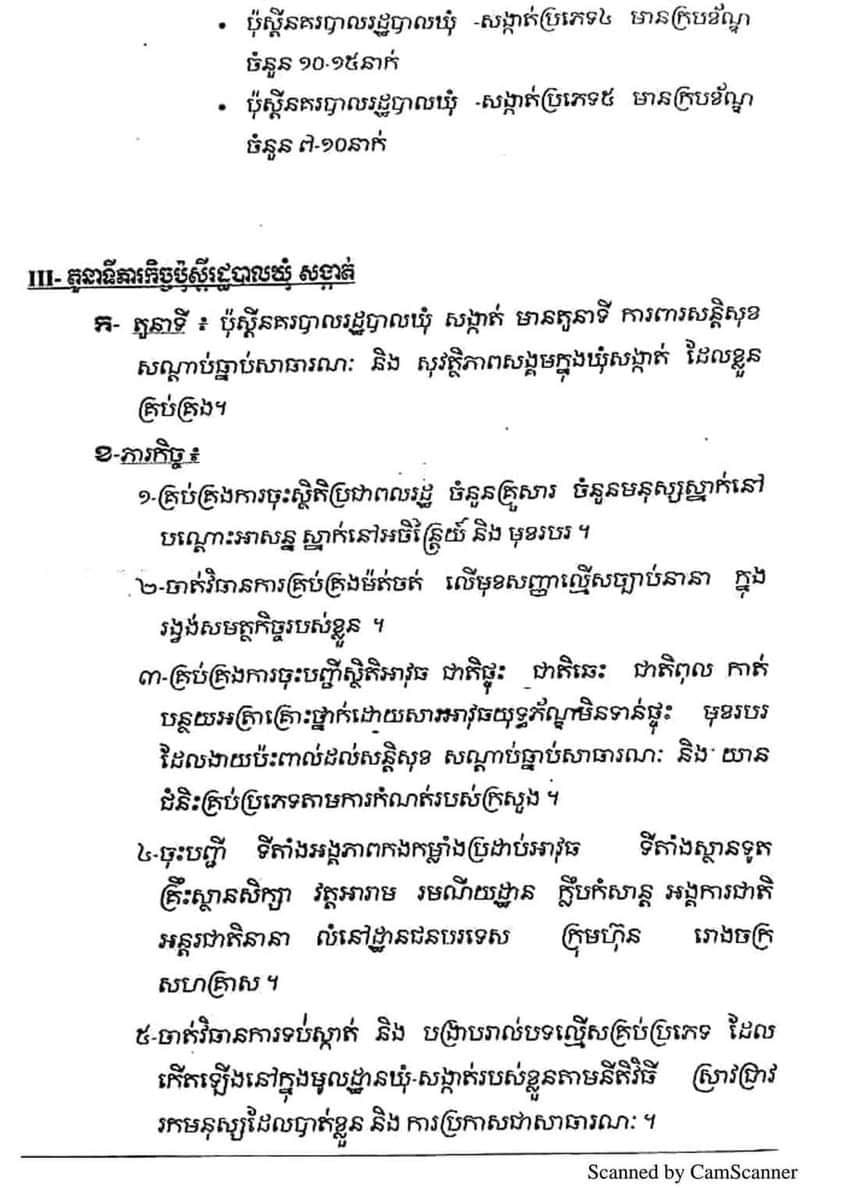 • ប៉ុស្តិ៍នគរបាលរដ្ឋបាលឃុំ -សង្កាត់ប្រភេទ៤ មានក្របខ័ណ្ឌ
ចំនួន ១០-១៥នាក់
• ប៉ុស្តិ៍នគរបាលរដ្ឋបាលឃុំ -សង្កាត់ប្រភេទ៥ មានក្របខ័ណ្ឌ
ចំនួន ៧-១០នាក់
III- តួនាទីភារកិច្ចប៉ុស្តិ៍រដ្ឋបាលឃុំ សង្កាត់
ក- តួនាទី ៖ ប៉ុស្តិ៍នគរបាលរដ្ឋបាលឃុំ សង្កាត់ មានតួនាទី ការពារសន្តិសុខ
សណ្តាប់ធ្នាប់សាធារណៈ និង សុវត្ថិភាពសង្គមក្នុងឃុំសង្កាត់ ដែលខ្លួន
គ្រប់គ្រង។
ខ-ភារកិច្ច ៖
១-គ្រប់គ្រងការចុះស្ថិតិប្រជាពលរដ្ឋ ចំនួនគ្រួសារ ចំនួនមនុស្សស្នាក់នៅ
បណ្តោះអាសន្ន ស្នាក់នៅអចិន្ត្រៃយ៍ និង មុខរបរ ។
២-ចាត់វិធានការគ្រប់គ្រងម៉ត់ចត់ លើមុខសញ្ញាល្មើសច្បាប់នានា ក្នុង
រង្វង់សមត្ថកិច្ចរបស់ខ្លួន ។
៣-គ្រប់គ្រងការចុះបញ្ជីស្ថិតិអាវុធ ជាតិផ្ទុះ ជាតិឆេះ ជាតិពុល កាត់
បន្ថយអត្រាគ្រោះថ្នាក់ដោយសារអាវុធយុទ្ធភ័ណ្ឌមិនទាន់ផ្ទុះ មុខរបរ
ដែលងាយប៉ះពាល់ដល់សន្តិសុខ សណ្តាប់ធ្នាប់សាធារណៈ និង យាន
ជំនិះគ្រប់ប្រភេទតាមការកំណត់របស់ក្រសួង ។
៤-ចុះបញ្ជី ទីតាំងអង្គភាពកងកម្លាំងប្រដាប់អាវុធ ទីតាំងស្ថានទូត
គ្រឹះស្ថានសិក្សា វត្តអារាម រមណីយដ្ឋាន ក្លឹបកំសាន្ត អង្គការជាតិ
អន្តរជាតិនានា លំនៅដ្ឋានជនបរទេស ក្រុមហ៊ុន រោងចក្រ
សហគ្រាស ។
៥-ចាត់វិធានការទប់ស្កាត់ និង បង្ក្រាបរាល់បទល្មើសគ្រប់ប្រភេទ ដែល
កើតឡើងនៅក្នុងមូលដ្ឋានឃុំ-សង្កាត់របស់ខ្លួនតាមនីតិវិធី ស្រាវជ្រាវ
រកមនុស្សដែលបាត់ខ្លួន និង ការប្រកាសជាសាធារណៈ ។
Scanned by CamScanner